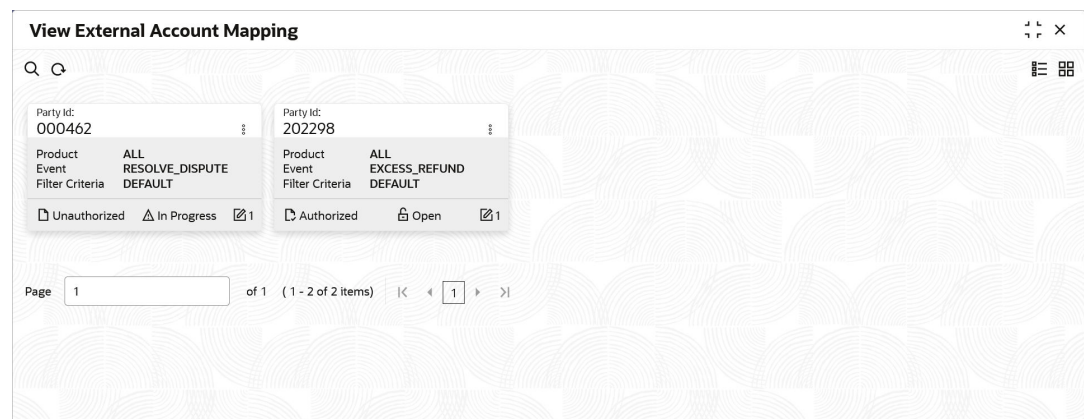 View External Account Mapping
Party Id:
000462
Product ALL
Event RESOLVE_DISPUTE
Filter Criteria DEFAULT
Unauthorized In Progress 1
Party Id:
202298
Product ALL
Event EXCESS_REFUND
Filter Criteria DEFAULT
Authorized Open 1
Page 1 of 1 ( 1 - 2 of 2 items) 1